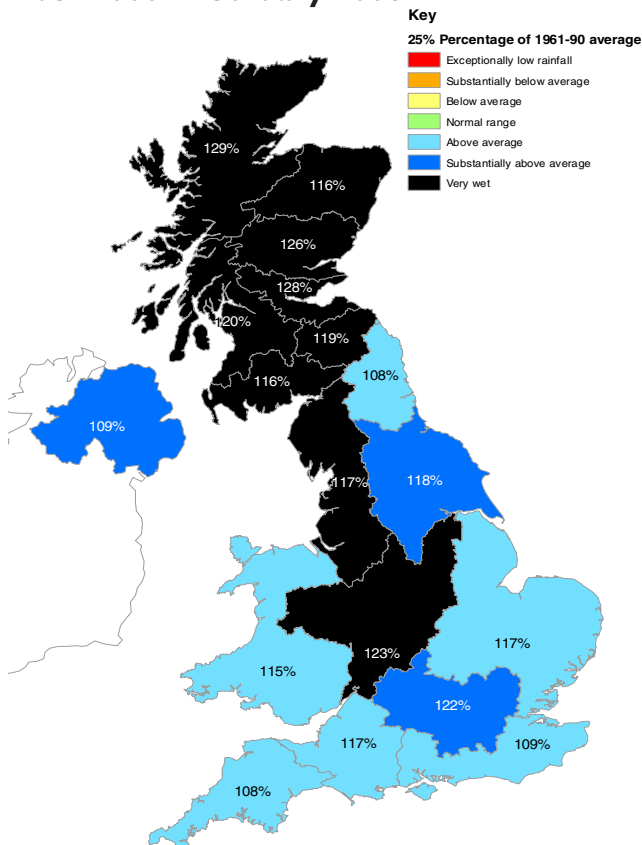 Key
25% Percentage of 1961-90 average
Exceptionally low rainfall
Substantially below average
Below average
Normal range
Above average
Substantially above average
Very wet
129%
116%
126%
128%
120%
119%
116%
108%
109%
117%
118%
117%
123%
115%
122%
117%
109%
108%